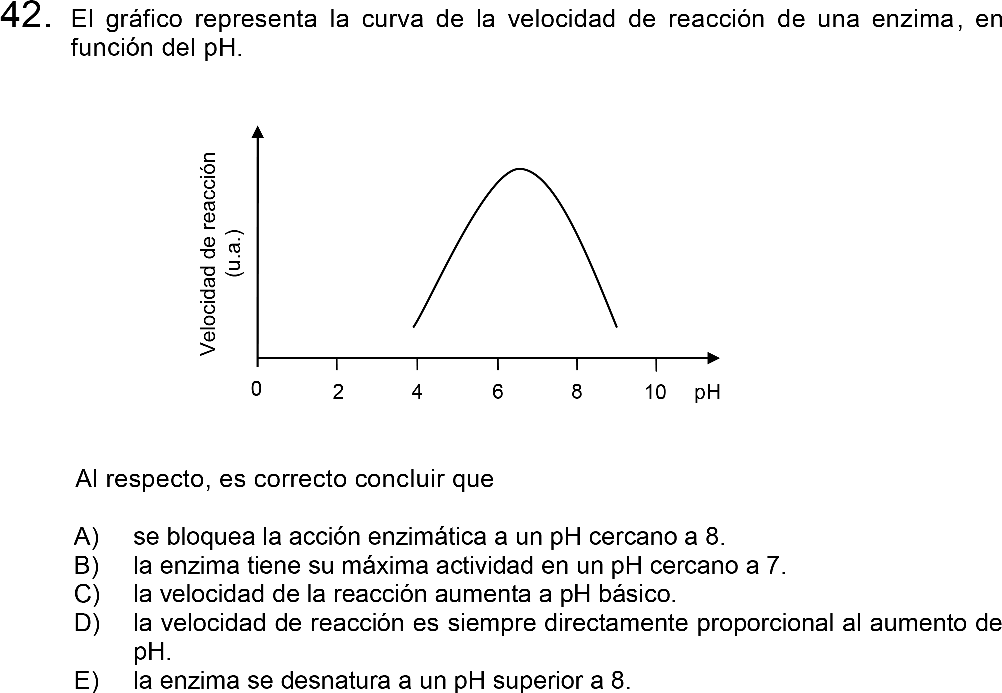 42. El gráfico representa la curva de la velocidad de reacción de una enzima, en
función del pH.
Velocidad de reacción
(u.a.)
0 2 4 6 8 10 pH
Al respecto, es correcto concluir que
A) se bloquea la acción enzimática a un pH cercano a 8.
B) la enzima tiene su máxima actividad en un pH cercano a 7.
C) la velocidad de la reacción aumenta a pH básico.
D) la velocidad de reacción es siempre directamente proporcional al aumento de
pH.
E) la enzima se desnatura a un pH superior a 8.